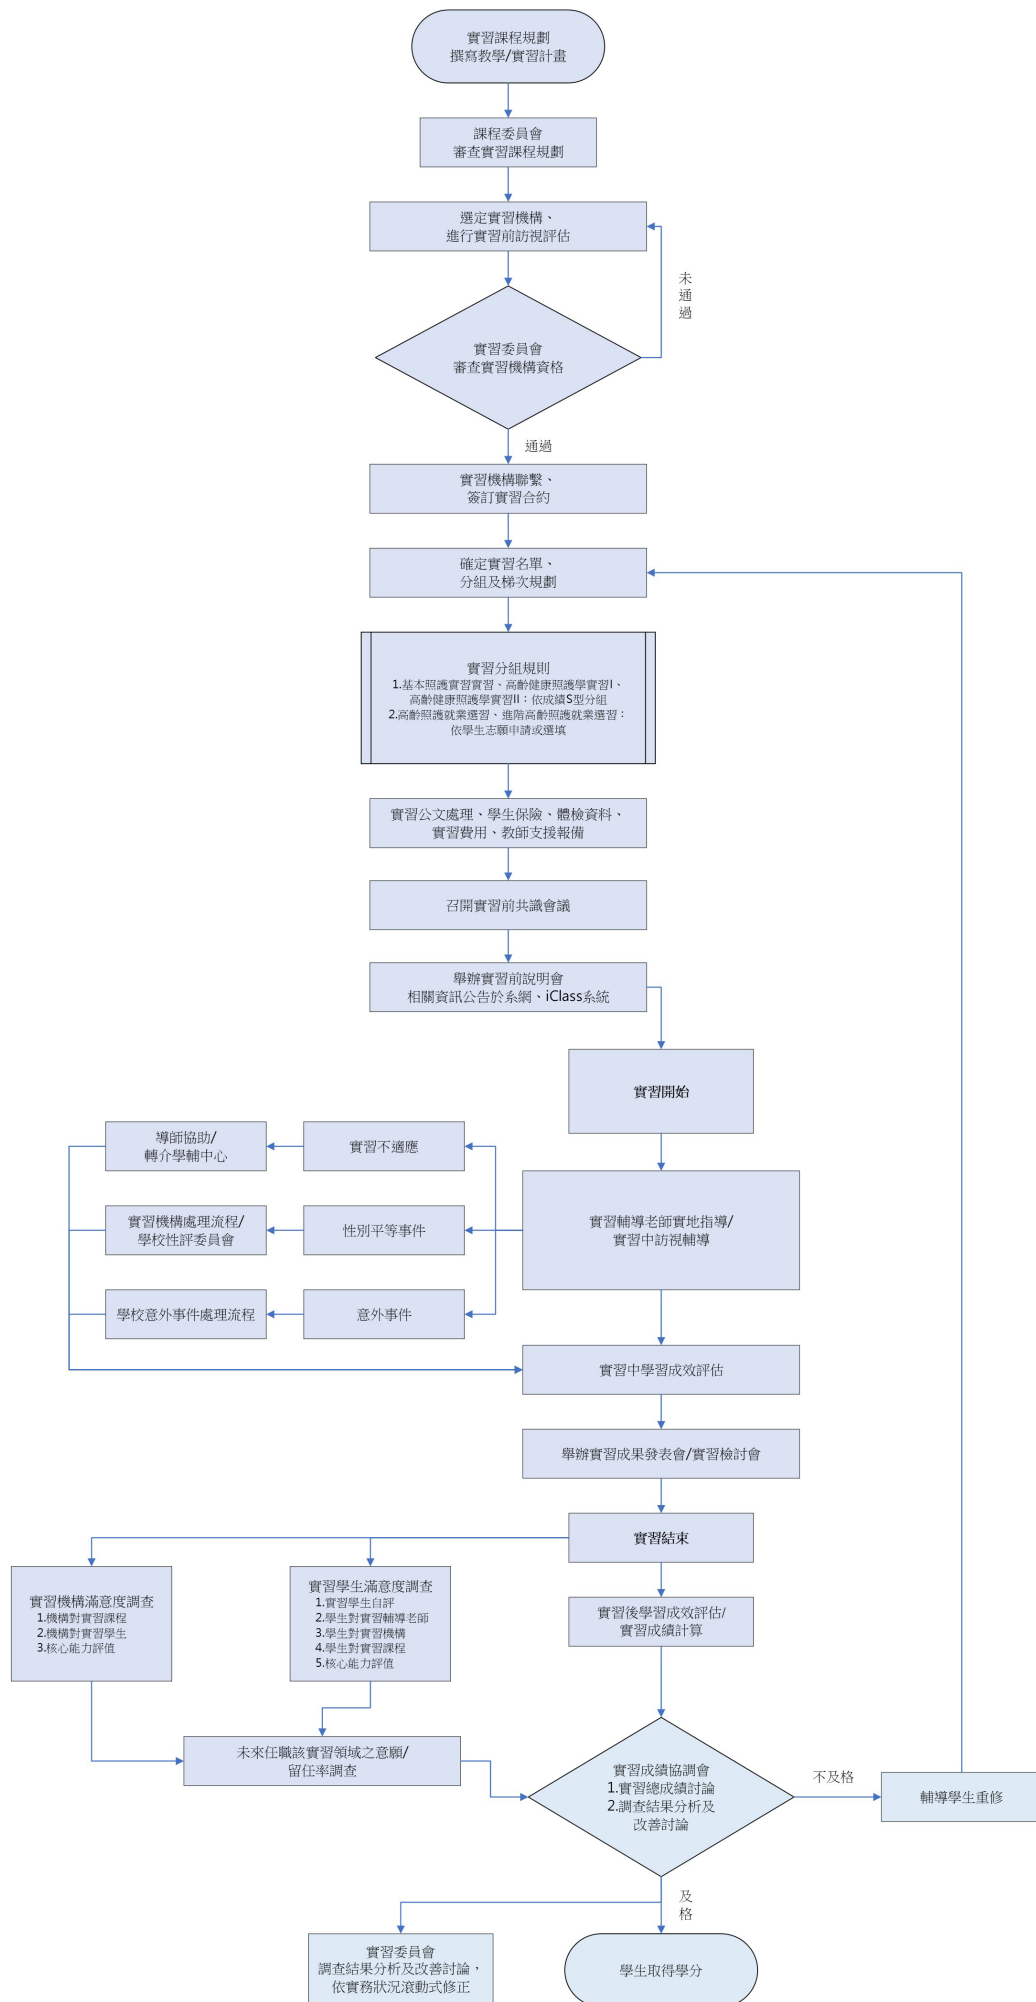 實習課程規劃
撰寫教學/實習計畫
課程委員會
審查實習課程規劃
選定實習機構、
進行實習前訪視評估
未
通
過
實習委員會
審查實習機構資格
通過
實習機構聯繫、
簽訂實習合約
確定實習名單、
分組及梯次規劃
實習分組規則
1.基本照護實習實習、高齡健康照護學實習I、
高齡健康照護學實習II：依成績S型分組
2.高齡照護就業選習、進階高齡照護就業選習：
依學生志願申請或選填
實習公文處理、學生保險、體檢資料、
實習費用、教師支援報備
召開實習前共識會議
舉辦實習前說明會
相關資訊公告於系網、iClass系統
實習開始
導師協助/
轉介學輔中心
實習不適應
實習機構處理流程/
學校性評委員會
性別平等事件
實習輔導老師實地指導/
實習中訪視輔導
學校意外事件處理流程
意外事件
實習中學習成效評估
舉辦實習成果發表會/實習檢討會
實習結束
實習機構滿意度調查
1.機構對實習課程
2.機構對實習學生
3.核心能力評值
實習學生滿意度調查
1.實習學生自評
2.學生對實習輔導老師
3.學生對實習機構
4.學生對實習課程
5.核心能力評值
實習後學習成效評估/
實習成績計算
未來任職該實習領域之意願/
留任率調查
實習成績協調會
1.實習總成績討論
2.調查結果分析及
改善討論
不及格
輔導學生重修
及
格
實習委員會
調查結果分析及改善討論，
依實務狀況滾動式修正
學生取得學分